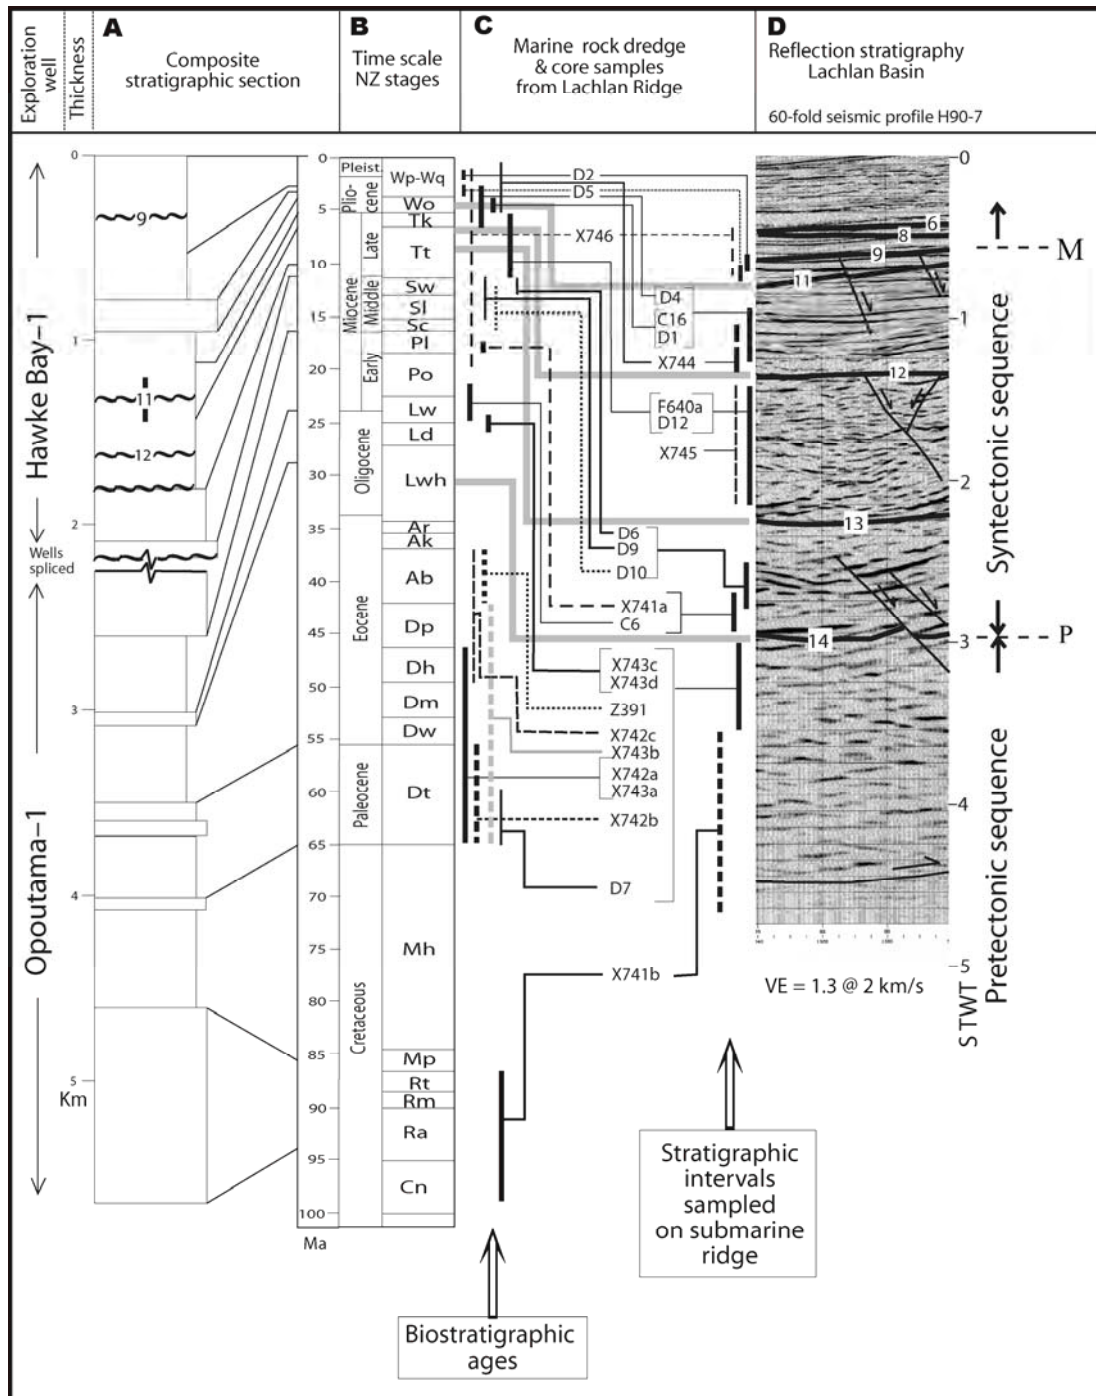 Exploration
well
Thickness
A
Composite
stratigraphic section
B
Time scale
NZ stages
C
Marine rock dredge
& core samples
from Lachlan Ridge
D
Reflection stratigraphy
Lachlan Basin
60-fold seismic profile H90-7
Hawke Bay–1
Wells
spliced
Opoutama–1
0
1
2
3
4
5
Km
9
11
12
0
5
10
15
20
25
30
35
40
45
50
55
60
65
70
75
80
85
90
95
100
Ma
Pleist.
Plio-
cene
Miocene
Late
Middle
Early
Oligocene
Eocene
Paleocene
Cretaceous
Wp-Wq
Wo
Tk
Tt
Sw
Sl
Sc
Pl
Po
Lw
Ld
Lwh
Ar
Ak
Ab
Dp
Dh
Dm
Dw
Dt
Mh
Mp
Rt
Rm
Ra
Cn
D2
D5
X746
D4
C16
D1
X744
F640a
D12
X745
D6
D9
D10
X741a
C6
X743c
X743d
Z391
X742c
X743b
X742a
X743a
X742b
D7
X741b
6
8
9
11
12
13
14
0
1
2
3
4
5
S TWT
M
P
Syntectonic sequence
Pretectonic sequence
VE = 1.3 @ 2 km/s
Biostratigraphic
ages
Stratigraphic
intervals
sampled
on submarine
ridge